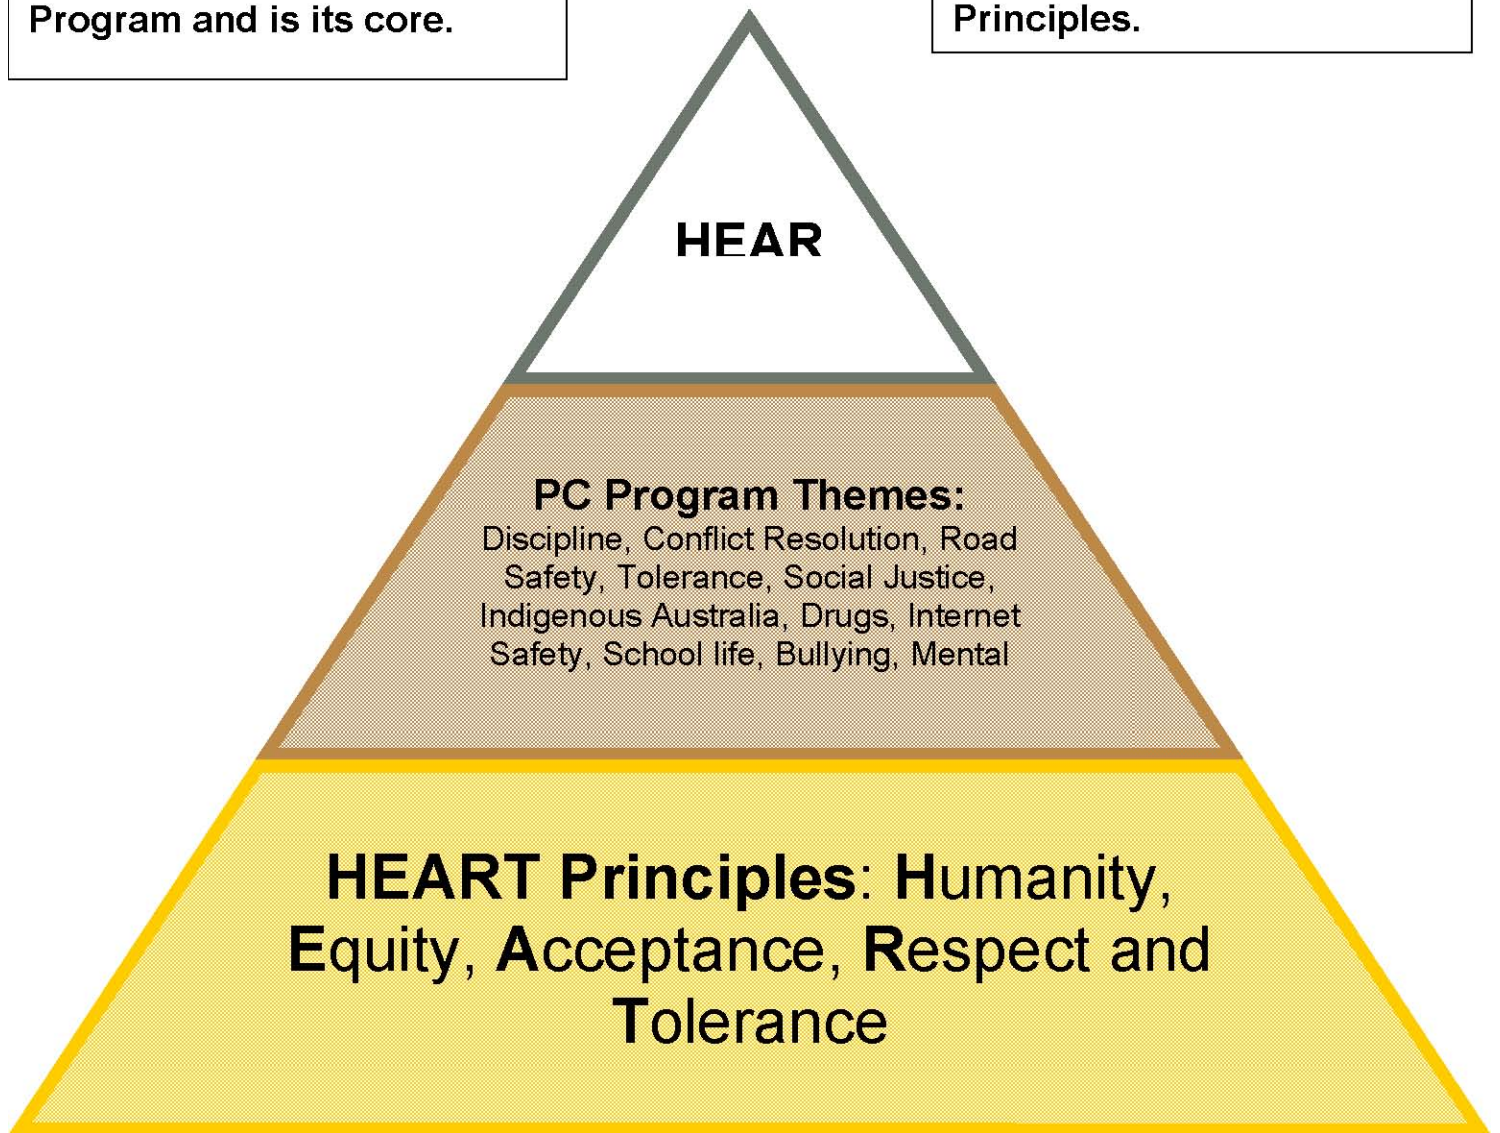 Program and is its core.
Principles.
HEAR
PC Program Themes:
Discipline, Conflict Resolution, Road
Safety, Tolerance, Social Justice,
Indigenous Australia, Drugs, Internet
Safety, School life, Bullying, Mental
HEART Principles: Humanity,
Equity, Acceptance, Respect and
Tolerance